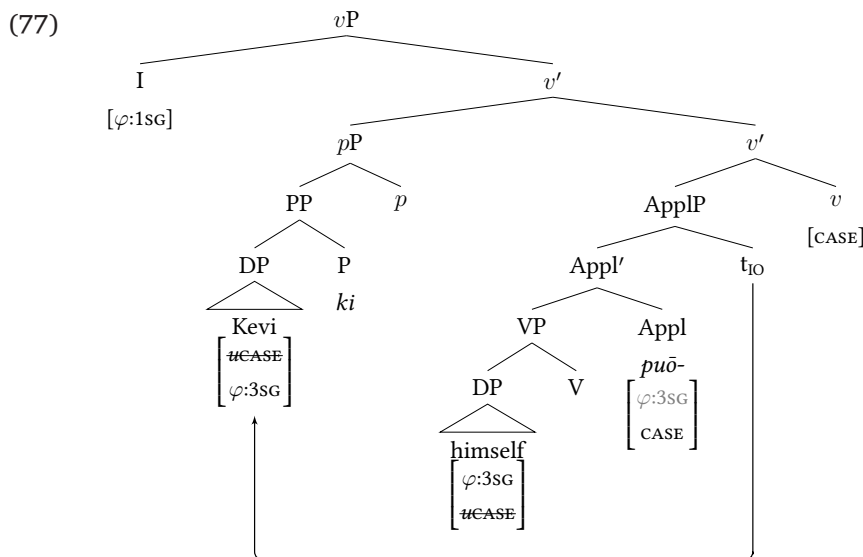 (77)
vP
I
v′
[φ:1SG]
pP
v′
PP
p
ApplP
v
[CASE]
DP
P
Appl′
t_IO
ki
Kevi
VP
Appl
[uCASE
puō-
φ:3SG]
DP
V
[φ:3SG
CASE]
himself
[φ:3SG
uCASE]